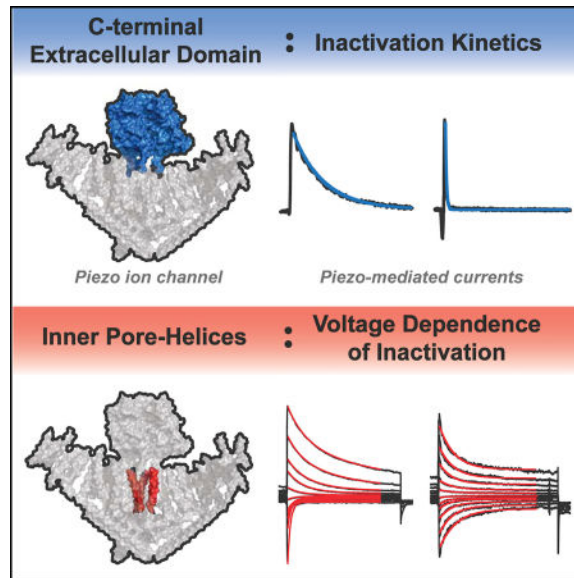 C-terminal
Extracellular Domain
:
Inactivation Kinetics
Piezo ion channel
Piezo-mediated currents
Inner Pore-Helices
:
Voltage Dependence
of Inactivation